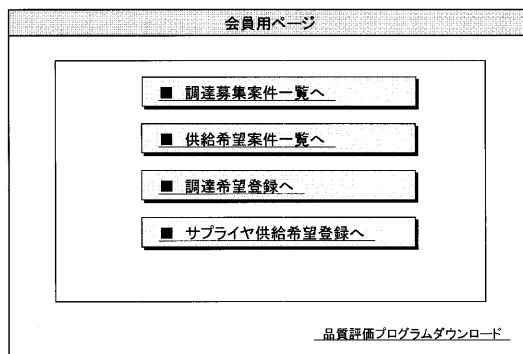 会員用ページ
■ 調達募集案件一覧へ
■ 供給希望案件一覧へ
■ 調達希望登録へ
■ サプライヤ供給希望登録へ
品質評価プログラムダウンロード